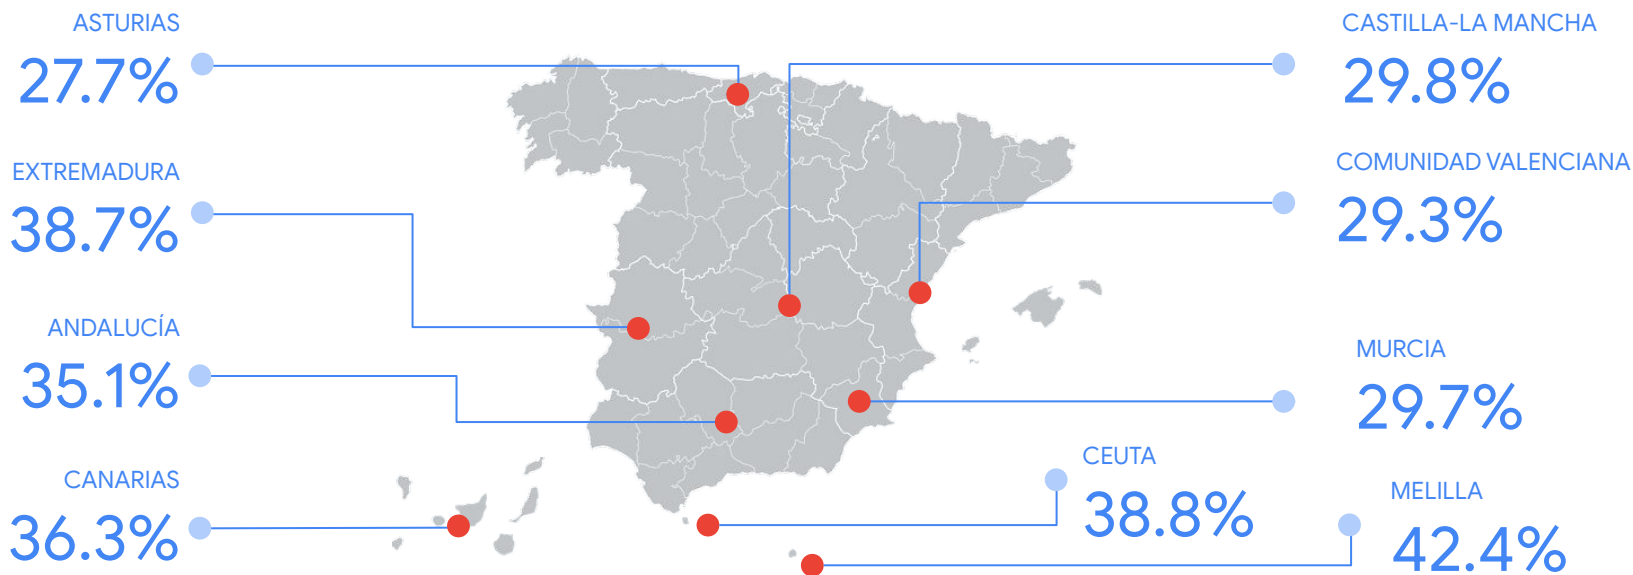 ASTURIAS
27.7%
EXTREMADURA
38.7%
ANDALUCÍA
35.1%
CANARIAS
36.3%
CASTILLA-LA MANCHA
29.8%
COMUNIDAD VALENCIANA
29.3%
MURCIA
29.7%
CEUTA
38.8%
MELILLA
42.4%